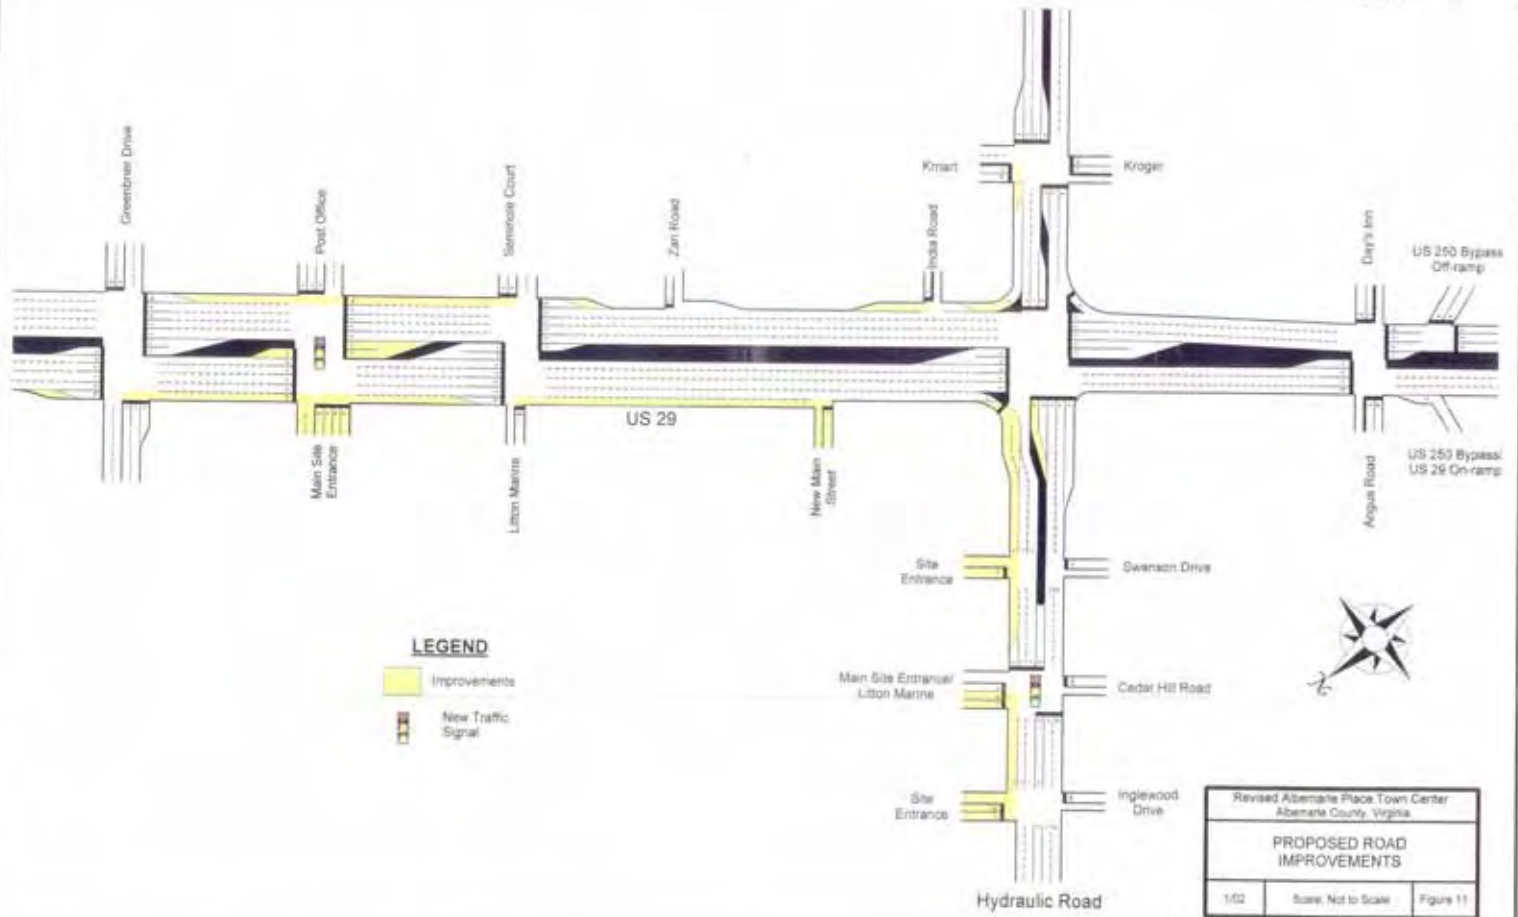 Greenbrier Drive
Post Office
Seminole Court
Zan Road
India Road
Kmart
Kroger
Day's Inn
US 250 Bypass
Off-ramp
US 29
Main Site
Entrance
Litton Marine
New Main
Street
Angus Road
US 250 Bypass/
US 29 On-ramp
Site
Entrance
Swanson Drive
LEGEND
Improvements
New Traffic
Signal
Main Site Entrance/
Litton Marine
Cedar Hill Road
Site
Entrance
Inglewood
Drive
Hydraulic Road
Revised Albemarle Place Town Center
Albemarle County, Virginia
PROPOSED ROAD
IMPROVEMENTS
1/02
Scale: Not to Scale
Figure 11